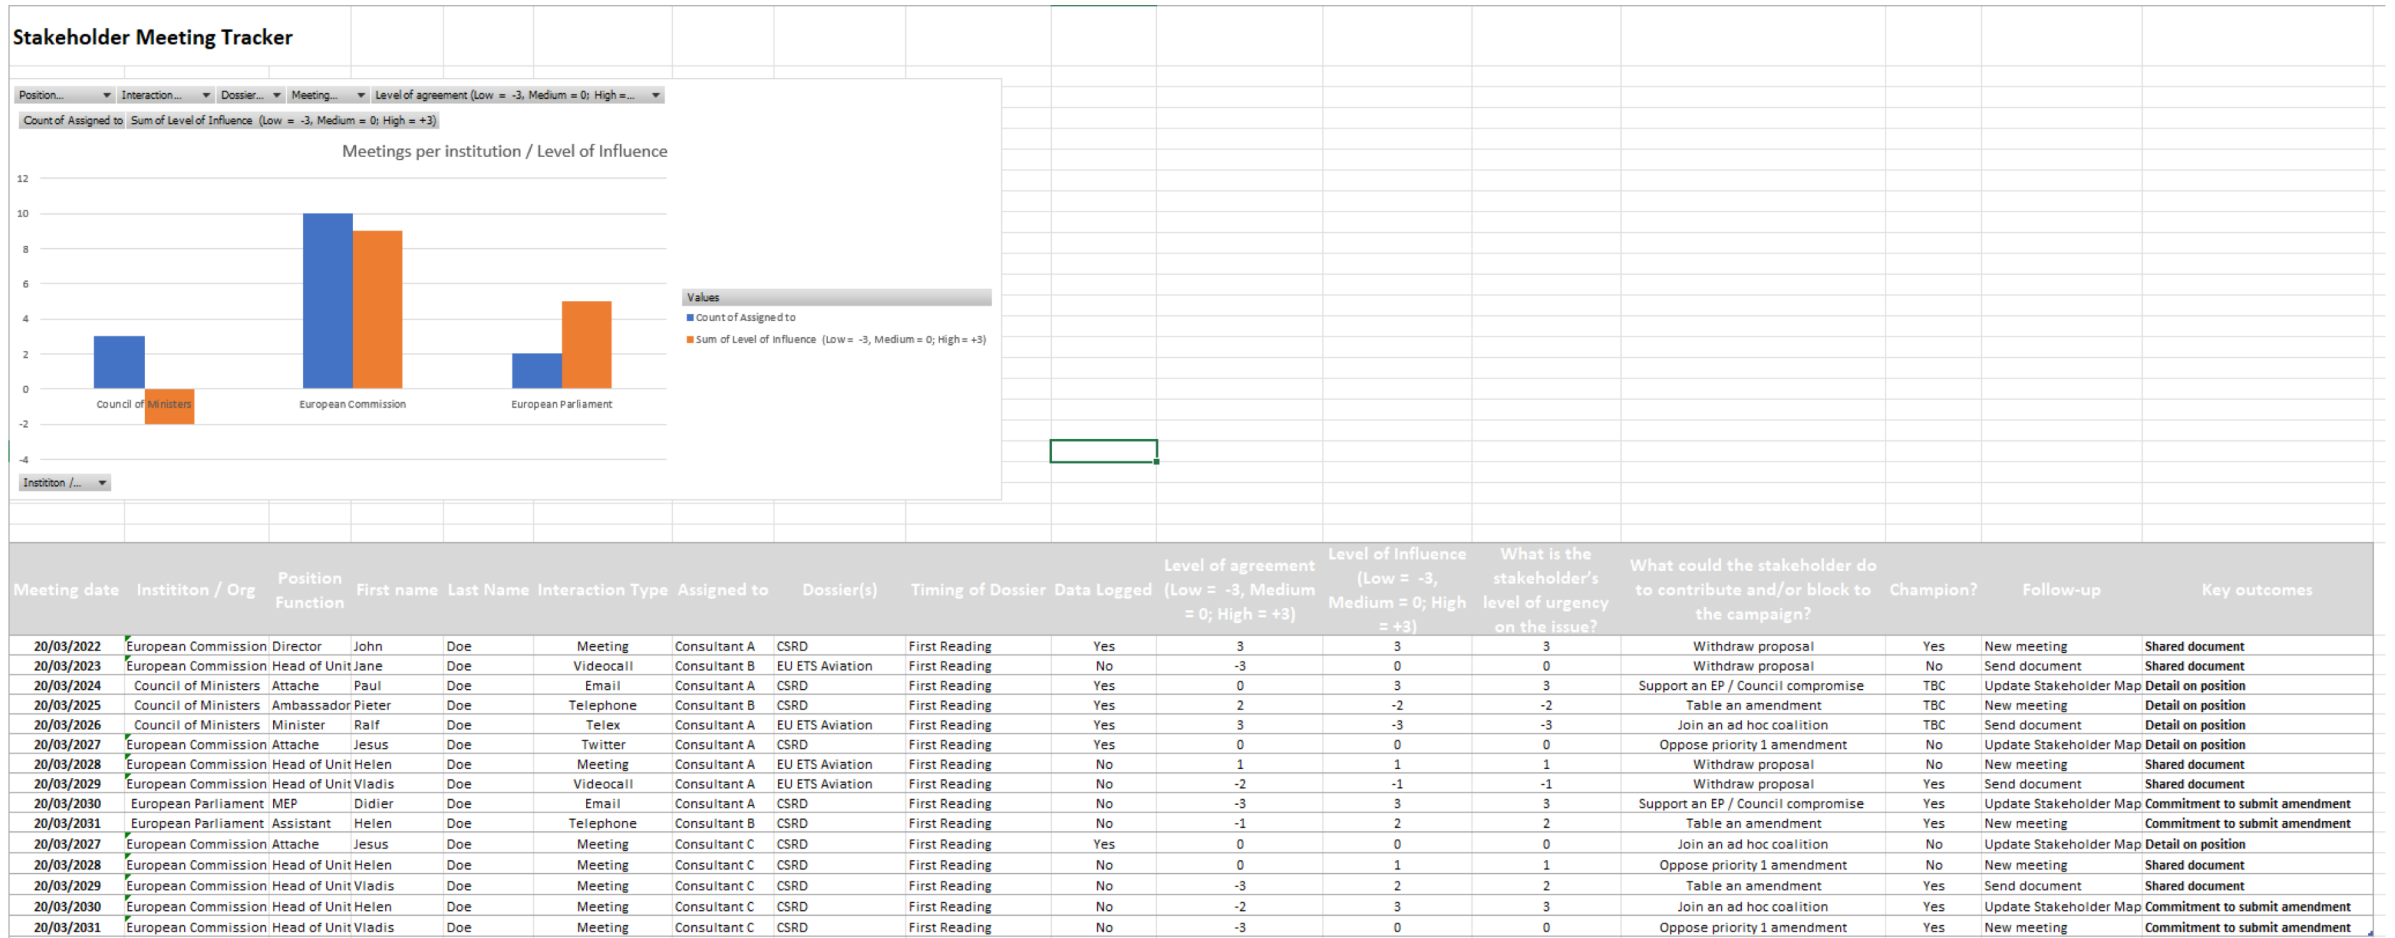 Stakeholder Meeting Tracker
Position... Interaction... Dossier... Meeting... Level of agreement (Low = -3, Medium = 0; High =...
Count of Assigned to Sum of Level of Influence (Low = -3, Medium = 0; High = +3)
Meetings per institution / Level of Influence
12
10
8
6
4
2
0
-2
-4
Council of Ministers European Commission European Parliament
Values
Count of Assigned to
Sum of Level of Influence (Low = -3, Medium = 0; High = +3)
Instititon /...
Meeting date Instititon / Org Position Function First name Last Name Interaction Type Assigned to Dossier(s) Timing of Dossier Data Logged Level of agreement (Low = -3, Medium = 0; High = +3) Level of Influence (Low = -3, Medium = 0; High = +3) What is the stakeholder's level of urgency on the issue? What could the stakeholder do to contribute and/or block to the campaign? Champion? Follow-up Key outcomes
20/03/2022 European Commission Director John Doe Meeting Consultant A CSRD First Reading Yes 3 3 3 Withdraw proposal Yes New meeting Shared document
20/03/2023 European Commission Head of Unit Jane Doe Videocall Consultant B EU ETS Aviation First Reading No -3 0 0 Withdraw proposal No Send document Shared document
20/03/2024 Council of Ministers Attache Paul Doe Email Consultant A CSRD First Reading Yes 0 3 3 Support an EP / Council compromise TBC Update Stakeholder Map Detail on position
20/03/2025 Council of Ministers Ambassador Pieter Doe Telephone Consultant B CSRD First Reading Yes 2 -2 -2 Table an amendment TBC New meeting Detail on position
20/03/2026 Council of Ministers Minister Ralf Doe Telex Consultant A EU ETS Aviation First Reading Yes 3 -3 -3 Join an ad hoc coalition TBC Send document Detail on position
20/03/2027 European Commission Attache Jesus Doe Twitter Consultant A CSRD First Reading Yes 0 0 0 Oppose priority 1 amendment No Update Stakeholder Map Detail on position
20/03/2028 European Commission Head of Unit Helen Doe Meeting Consultant A EU ETS Aviation First Reading No 1 1 1 Withdraw proposal No New meeting Shared document
20/03/2029 European Commission Head of Unit Vladis Doe Videocall Consultant A EU ETS Aviation First Reading No -2 -1 -1 Withdraw proposal Yes Send document Shared document
20/03/2030 European Parliament MEP Didier Doe Email Consultant A CSRD First Reading No -3 3 3 Support an EP / Council compromise Yes Update Stakeholder Map Commitment to submit amendment
20/03/2031 European Parliament Assistant Helen Doe Telephone Consultant B CSRD First Reading No -1 2 2 Table an amendment Yes New meeting Commitment to submit amendment
20/03/2027 European Commission Attache Jesus Doe Meeting Consultant C CSRD First Reading Yes 0 0 0 Join an ad hoc coalition No Update Stakeholder Map Detail on position
20/03/2028 European Commission Head of Unit Helen Doe Meeting Consultant C CSRD First Reading No 0 1 1 Oppose priority 1 amendment No New meeting Shared document
20/03/2029 European Commission Head of Unit Vladis Doe Meeting Consultant C CSRD First Reading No -3 2 2 Table an amendment Yes Send document Shared document
20/03/2030 European Commission Head of Unit Helen Doe Meeting Consultant C CSRD First Reading No -2 3 3 Join an ad hoc coalition Yes Update Stakeholder Map Commitment to submit amendment
20/03/2031 European Commission Head of Unit Vladis Doe Meeting Consultant C CSRD First Reading No -3 0 0 Oppose priority 1 amendment Yes New meeting Commitment to submit amendment